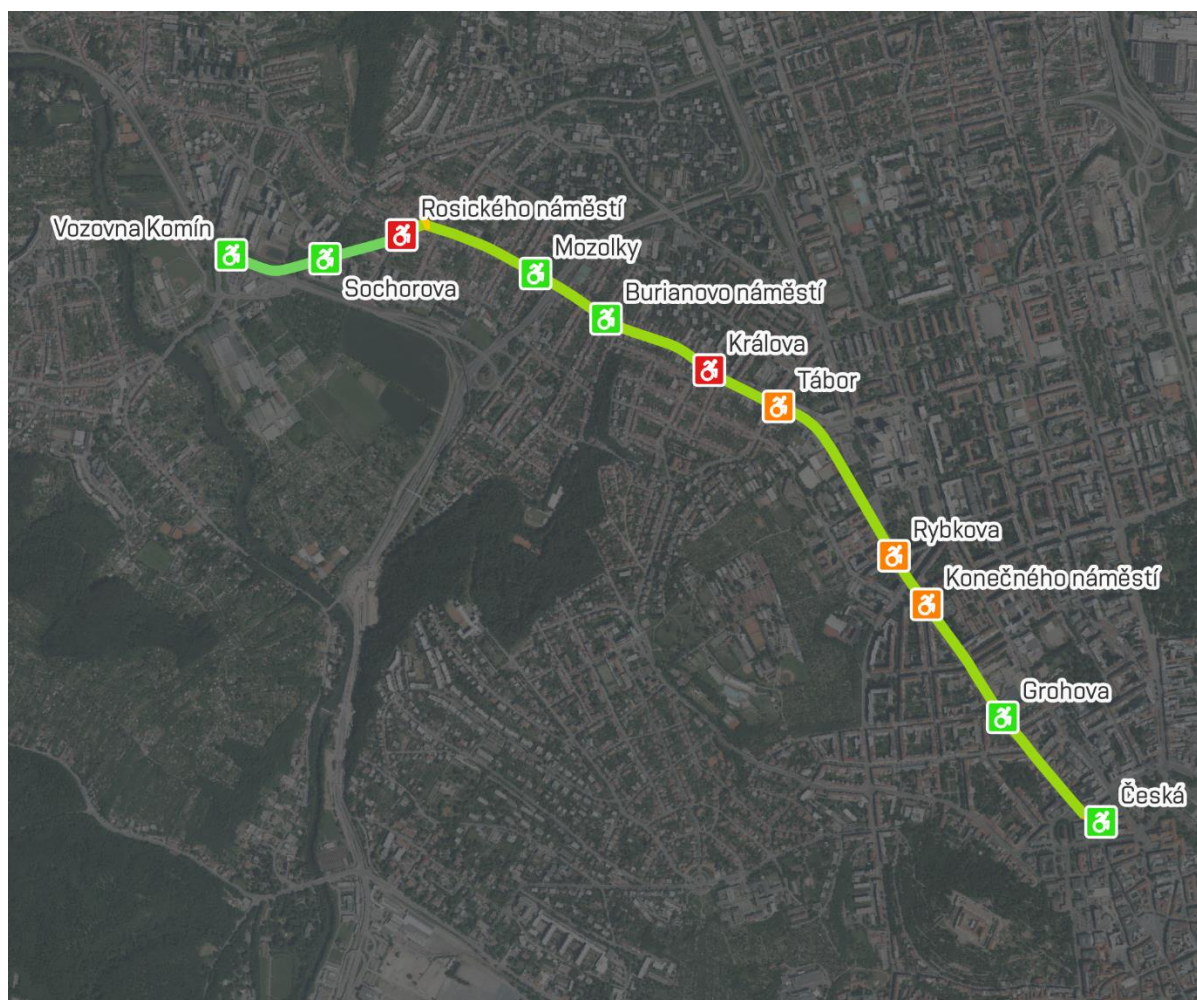 Vozovna Komín
Rosického náměstí
Sochorova
Mozolky
Burianovo náměstí
Králova
Tábor
Rybkova
Konečného náměstí
Grohova
Česká